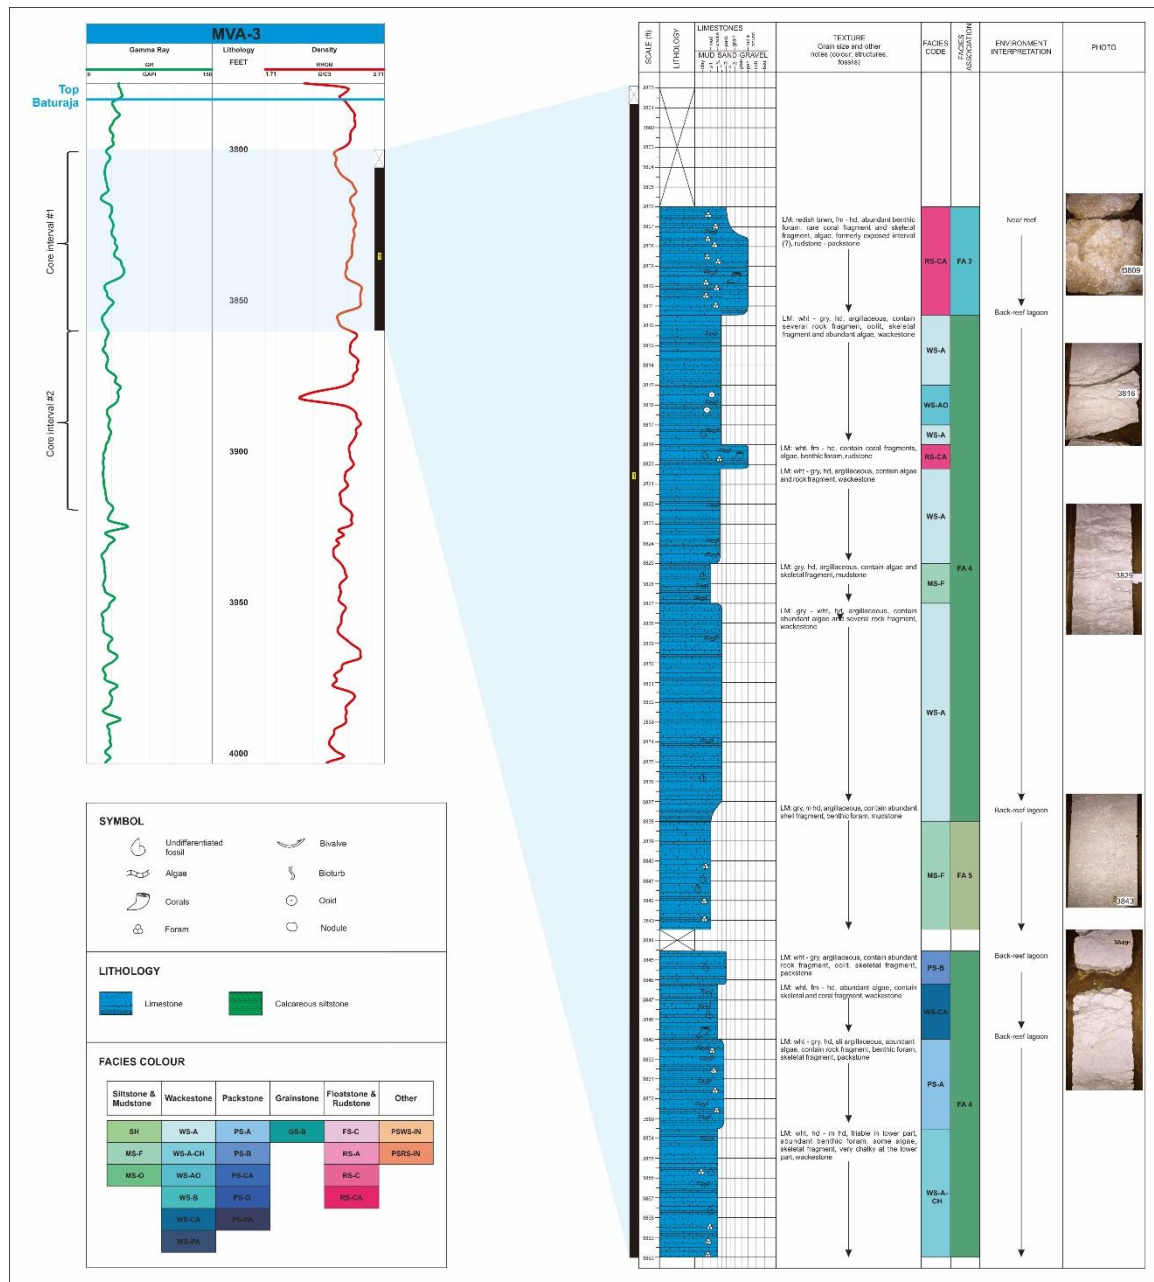 MVA-3
Gamma Ray
Lithology
Density
GR
FEET
RHOB
0 GAPI 150
1.71 G/C3 2.71
Top
Baturaja
3800
3850
3900
3950
4000
Core interval #1
Core interval #2
SYMBOL
Undifferentiated
fossil
Bivalve
Algae
Bioturb
Corals
Ooid
Foram
Nodule
LITHOLOGY
Limestone
Calcareous siltstone
FACIES COLOUR
Siltstone &
Mudstone
Wackestone
Packstone
Grainstone
Floatstone &
Rudstone
Other
SH WS-A PS-A GS-B FS-C PSWS-IN
MS-F WS-A-CH PS-B RS-A PSRS-IN
MS-O WS-AO PS-CA RS-C
WS-B PS-D RS-CA
WS-CA PS-PA
WS-PA
SCALE (ft)
LITHOLOGY
LIMESTONES
MUD SAND GRAVEL
TEXTURE
Grain size and other
notes (colour, structures,
fossils)
FACIES
CODE
FACIES
ASSOCIATION
ENVIRONMENT
INTERPRETATION
PHOTO
LM: redish brwn, fm - hd, abundant benthic
foram, rare coral fragment and skeletal
fragment, algae, formerly exposed interval
(?), rudstone - packstone
RS-CA
FA 3
Near reef
3809
LM: wht - gry, hd, argillaceous, contain
several rock fragmen, oolit, skeletal
fragment and abundant algae, wackestone
Back-reef lagoon
WS-A
WS-AO
3816
WS-A
LM: wht, fm - hd, contain coral fragments,
algae, benthic foram, rudstone
RS-CA
LM: wht - gry, hd, argillaceous, contain algae
and rock fragment, wackestone
WS-A
FA 4
LM: gry, hd, argillaceous, contain algae and
skeletal fragment, mudstone
MS-F
3829
LM: gry - wht, hd, argillaceous, contain
abundant algae and several rock fragment,
wackestone
WS-A
LM: gry, m hd, argillaceous, contain abundant
shell fragment, benthic foram, mudstone
Back-reef lagoon
MS-F
FA 5
3843
LM: wht - gry, argillaceous, contain abundant
rock fragment, oolit, skeletal fragment,
packstone
PS-B
Back-reef lagoon
LM: wht, fm - hd, abundant algae, contain
skeletal and coral fragment, wackestone
WS-CA
LM: wht - gry, hd, sli argillaceous, abundant
algae, contain rock fragment, benthic foram,
skeletal fragment, packstone
Back-reef lagoon
PS-A
FA 4
LM: wht, hd - m hd, friable in lower part,
abundant benthic foram, some algae,
skeletal fragment, very chalky at the lower
part, wackestone
WS-A-
CH